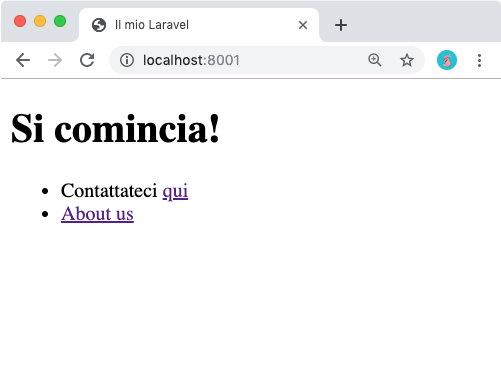 Il mio Laravel
localhost:8001
Si comincia!
Contattateci qui
About us